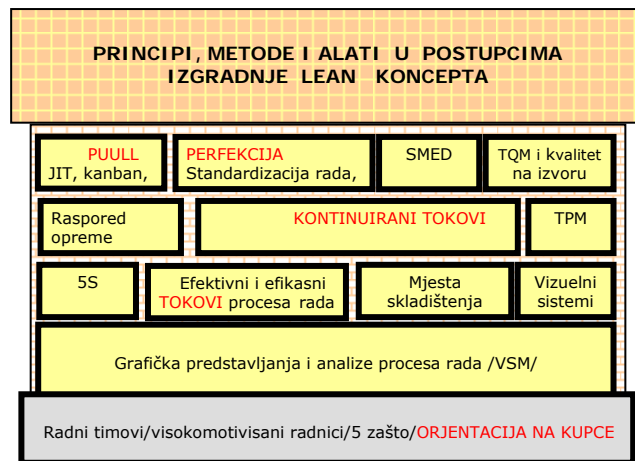 PRINCIPI, METODE I ALATI U POSTUPCIMA
IZGRADNJE LEAN KONCEPTA
PUULL
JIT, kanban,
PERFEKCIJA
Standardizacija rada,
SMED
TQM i kvalitet
na izvoru
Raspored
opreme
KONTINUIRANI TOKOVI
TPM
5S
Efektivni i efikasni
TOKOVI procesa rada
Mjesta
skladištenja
Vizuelni
sistemi
Grafička predstavljanja i analize procesa rada /VSM/
Radni timovi/visokomotivisani radnici/5 zašto/ORJENTACIJA NA KUPCE